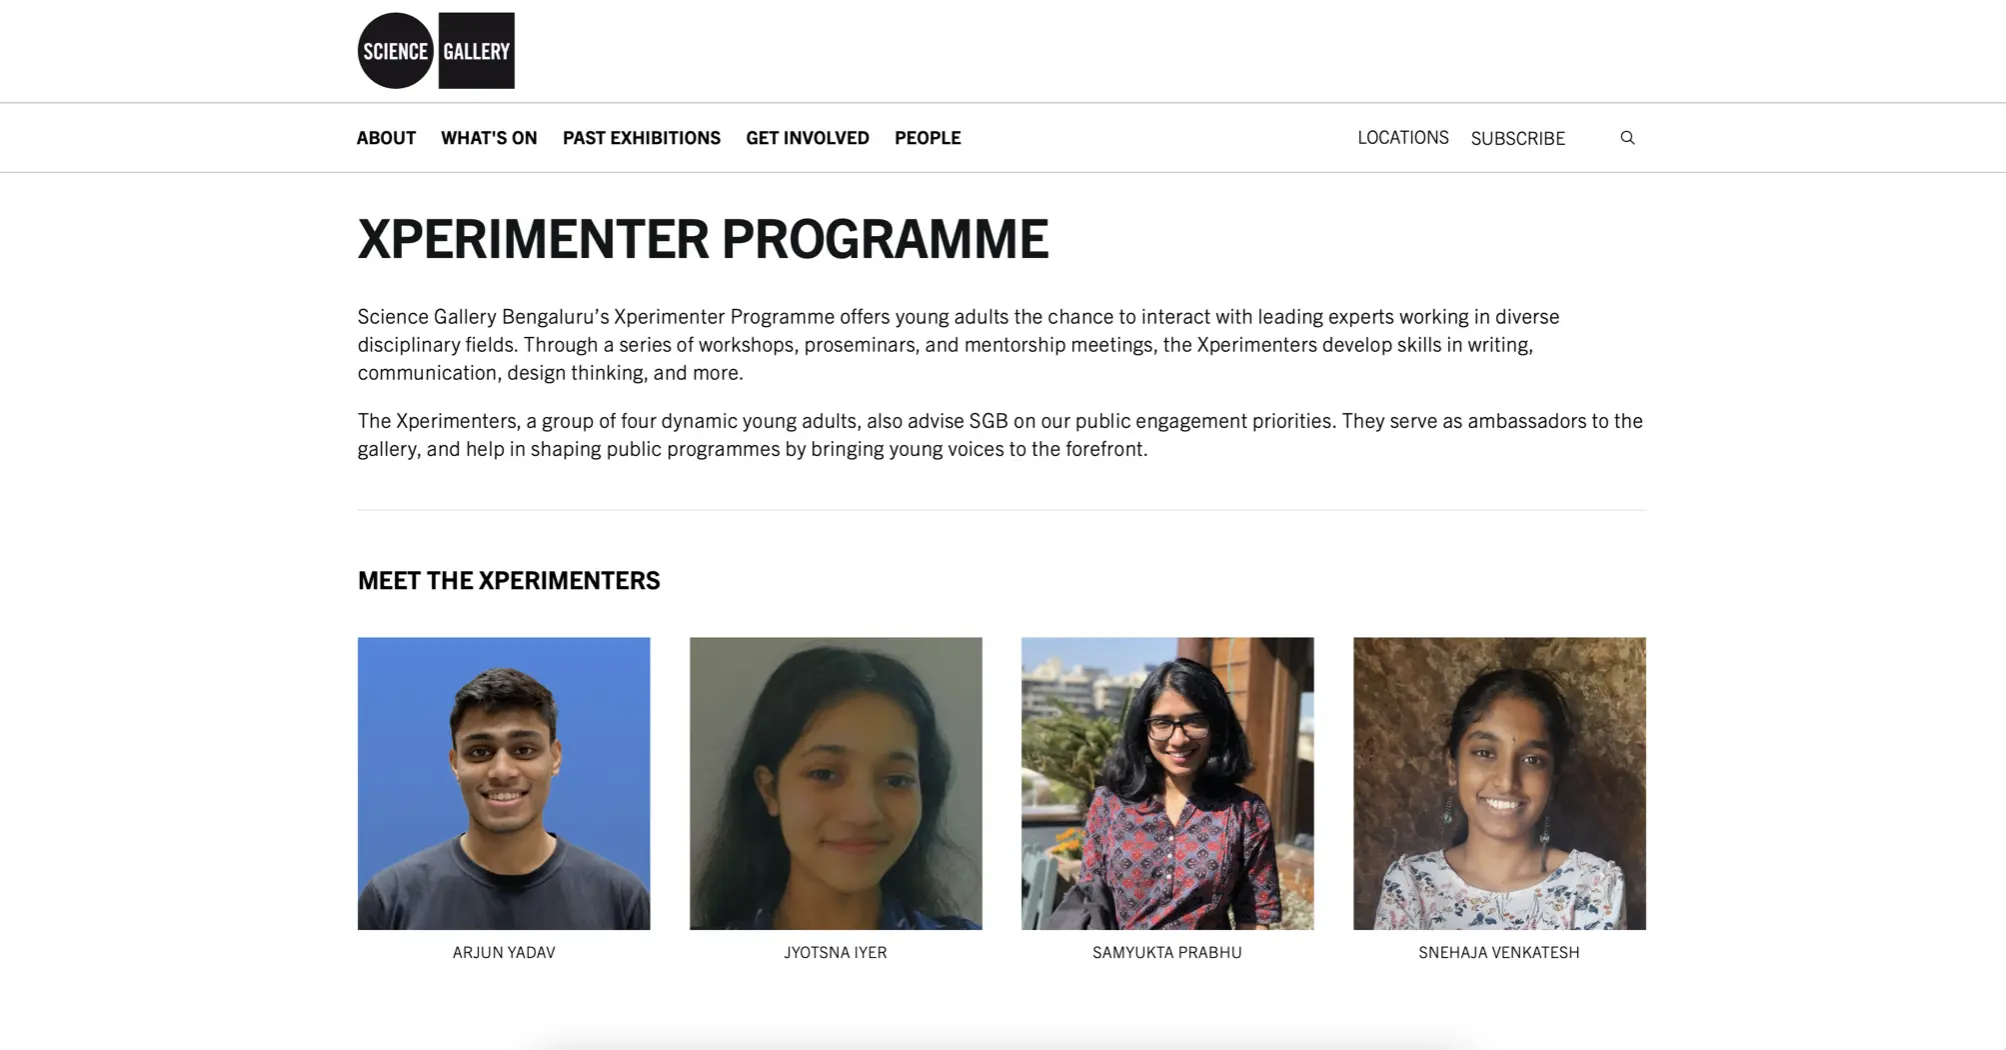 SCIENCE GALLERY
ABOUT WHAT'S ON PAST EXHIBITIONS GET INVOLVED PEOPLE LOCATIONS SUBSCRIBE
XPERIMENTER PROGRAMME
Science Gallery Bengaluru’s Xperimenter Programme offers young adults the chance to interact with leading experts working in diverse
disciplinary fields. Through a series of workshops, proseminars, and mentorship meetings, the Xperimenters develop skills in writing,
communication, design thinking, and more.
The Xperimenters, a group of four dynamic young adults, also advise SGB on our public engagement priorities. They serve as ambassadors to the
gallery, and help in shaping public programmes by bringing young voices to the forefront.
MEET THE XPERIMENTERS
ARJUN YADAV JYOTSNA IYER SAMYUKTA PRABHU SNEHAJA VENKATESH